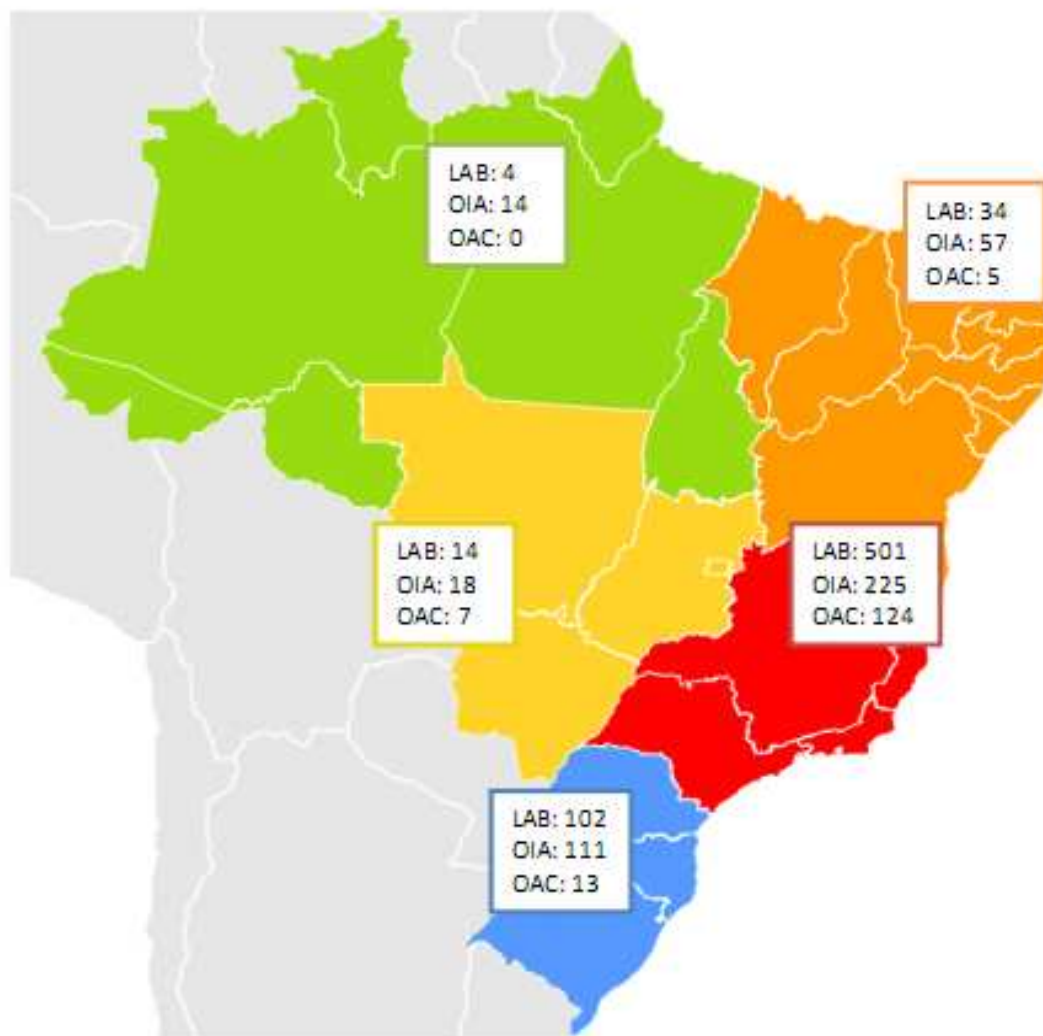 LAB: 4
OIA: 14
OAC: 0
LAB: 34
OIA: 57
OAC: 5
LAB: 14
OIA: 18
OAC: 7
LAB: 501
OIA: 225
OAC: 124
LAB: 102
OIA: 111
OAC: 13